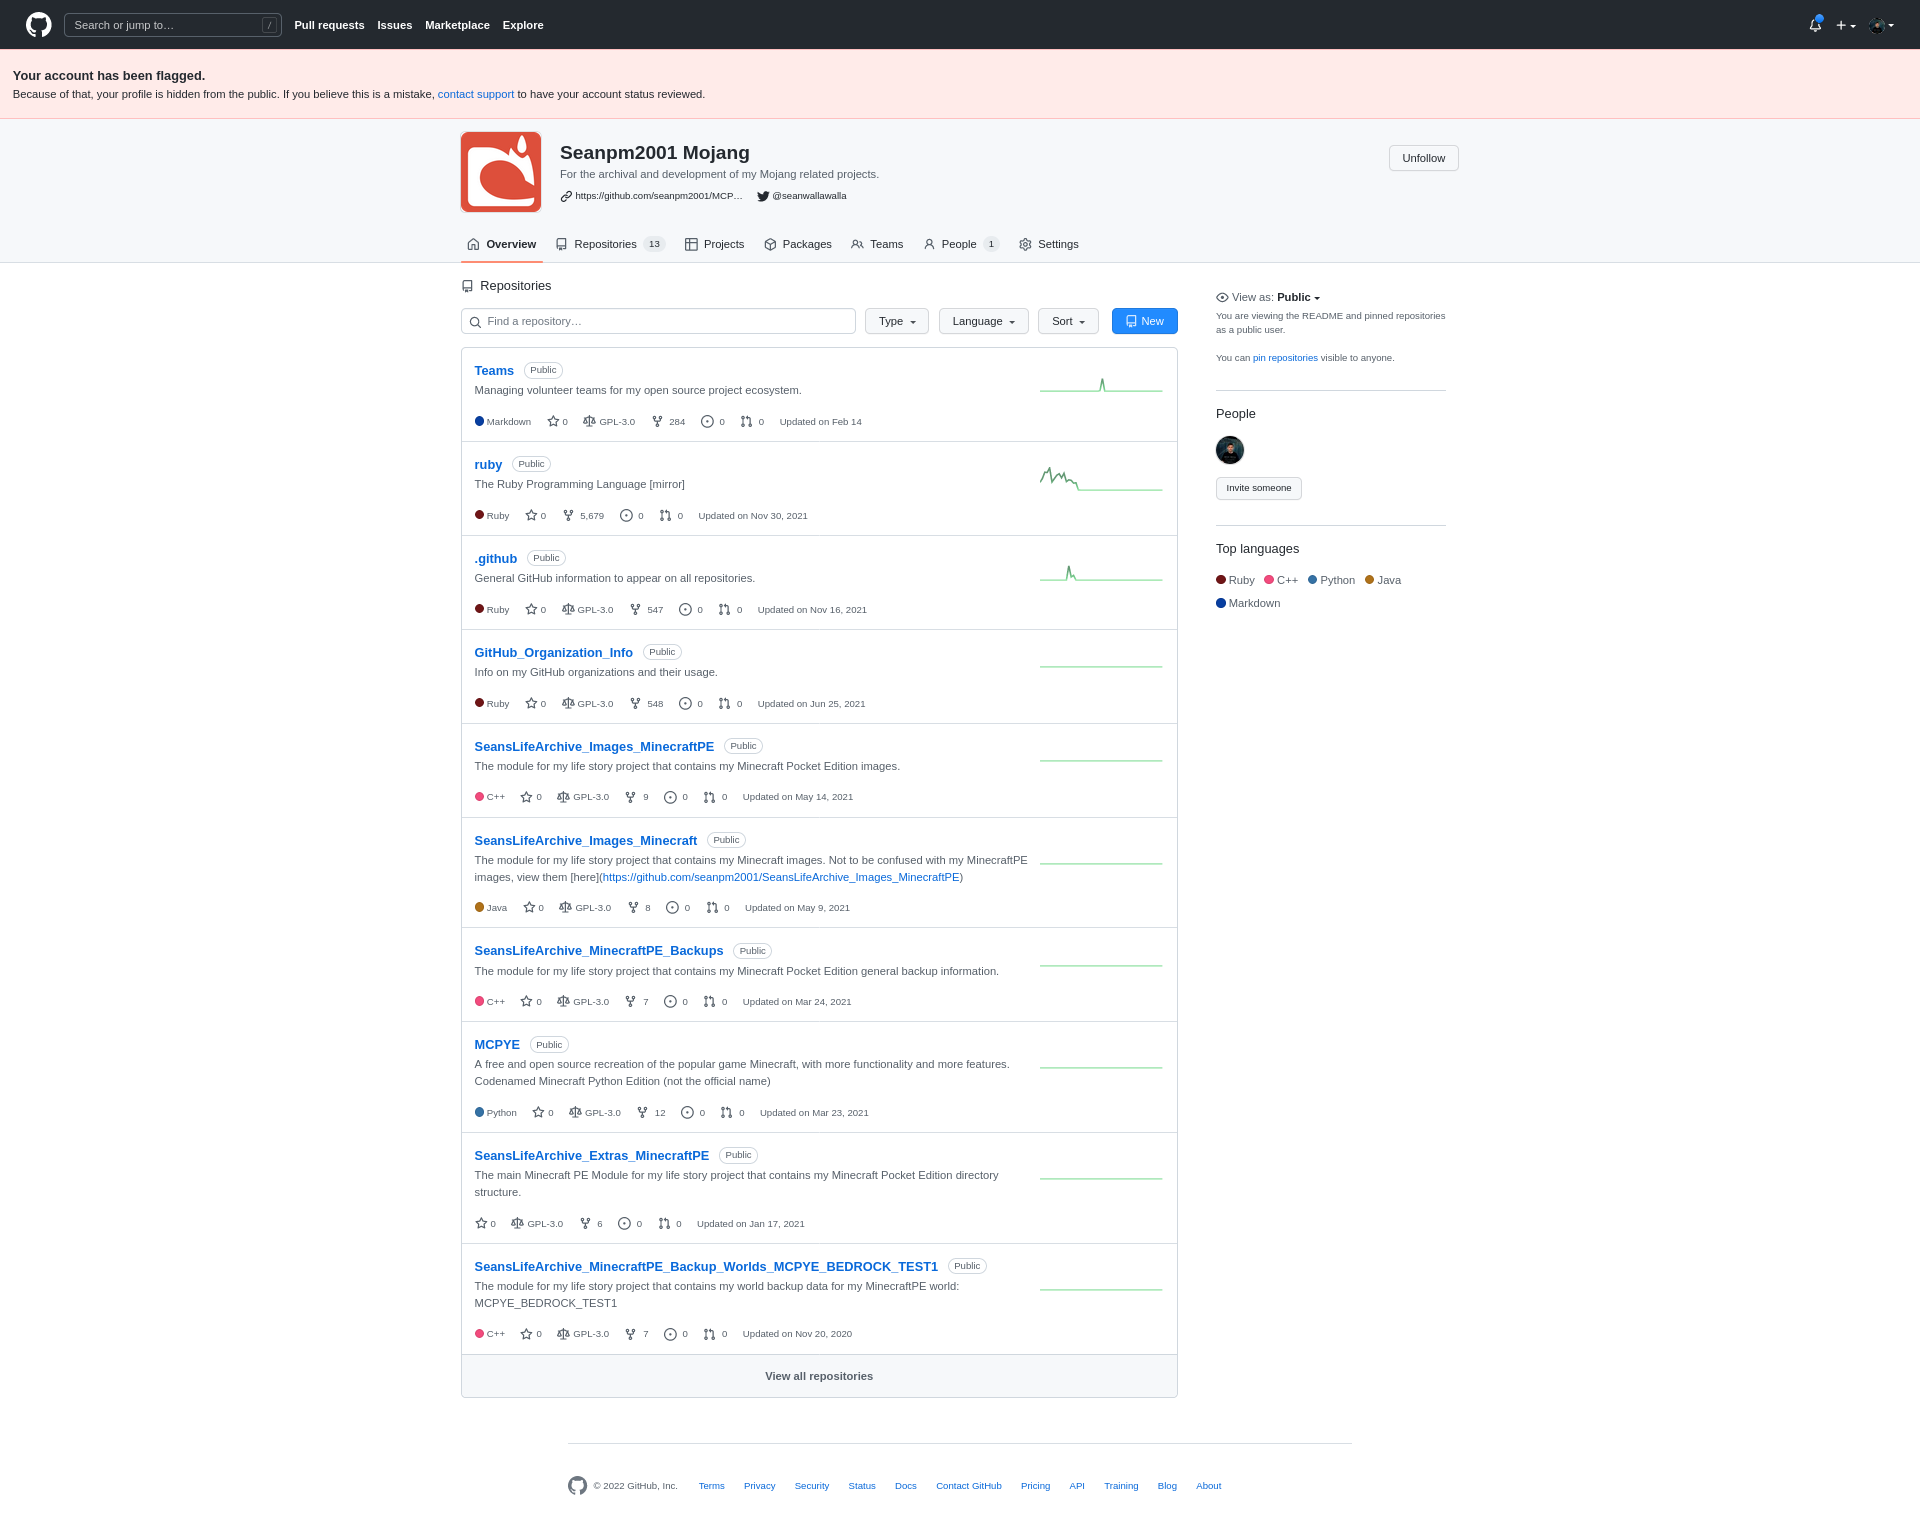 Search or jump to… /
Pull requests Issues Marketplace Explore
Your account has been flagged.
Because of that, your profile is hidden from the public. If you believe this is a mistake, contact support to have your account status reviewed.
Seanpm2001 Mojang
For the archival and development of my Mojang related projects.
https://github.com/seanpm2001/MCP… @seanwallawalla
Unfollow
Overview Repositories 13 Projects Packages Teams People 1 Settings
Repositories
Find a repository… Type Language Sort New
Teams Public
Managing volunteer teams for my open source project ecosystem.
Markdown 0 GPL-3.0 284 0 0 Updated on Feb 14
ruby Public
The Ruby Programming Language [mirror]
Ruby 0 5,679 0 0 Updated on Nov 30, 2021
.github Public
General GitHub information to appear on all repositories.
Ruby 0 GPL-3.0 547 0 0 Updated on Nov 16, 2021
GitHub_Organization_Info Public
Info on my GitHub organizations and their usage.
Ruby 0 GPL-3.0 548 0 0 Updated on Jun 25, 2021
SeansLifeArchive_Images_MinecraftPE Public
The module for my life story project that contains my Minecraft Pocket Edition images.
C++ 0 GPL-3.0 9 0 0 Updated on May 14, 2021
SeansLifeArchive_Images_Minecraft Public
The module for my life story project that contains my Minecraft images. Not to be confused with my MinecraftPE
images, view them [here](https://github.com/seanpm2001/SeansLifeArchive_Images_MinecraftPE)
Java 0 GPL-3.0 8 0 0 Updated on May 9, 2021
SeansLifeArchive_MinecraftPE_Backups Public
The module for my life story project that contains my Minecraft Pocket Edition general backup information.
C++ 0 GPL-3.0 7 0 0 Updated on Mar 24, 2021
MCPYE Public
A free and open source recreation of the popular game Minecraft, with more functionality and more features.
Codenamed Minecraft Python Edition (not the official name)
Python 0 GPL-3.0 12 0 0 Updated on Mar 23, 2021
SeansLifeArchive_Extras_MinecraftPE Public
The main Minecraft PE Module for my life story project that contains my Minecraft Pocket Edition directory
structure.
0 GPL-3.0 6 0 0 Updated on Jan 17, 2021
SeansLifeArchive_MinecraftPE_Backup_Worlds_MCPYE_BEDROCK_TEST1 Public
The module for my life story project that contains my world backup data for my MinecraftPE world:
MCPYE_BEDROCK_TEST1
C++ 0 GPL-3.0 7 0 0 Updated on Nov 20, 2020
View all repositories
View as: Public
You are viewing the README and pinned repositories
as a public user.
You can pin repositories visible to anyone.
People
Invite someone
Top languages
Ruby C++ Python Java
Markdown
© 2022 GitHub, Inc. Terms Privacy Security Status Docs Contact GitHub Pricing API Training Blog About